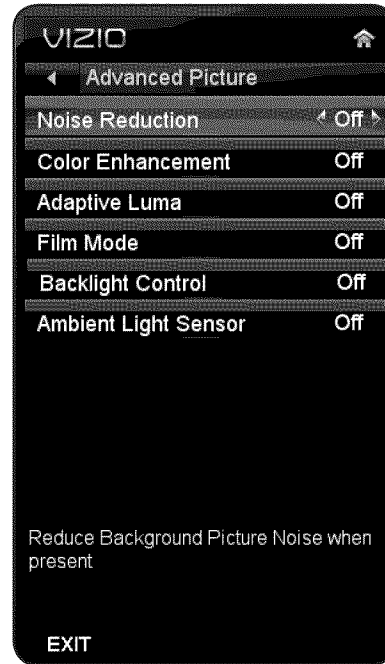 VIZIO
Advanced Picture
Noise Reduction Off
Color Enhancement Off
Adaptive Luma Off
Film Mode Off
Backlight Control Off
Ambient Light Sensor Off
Reduce Background Picture Noise when
present
EXIT